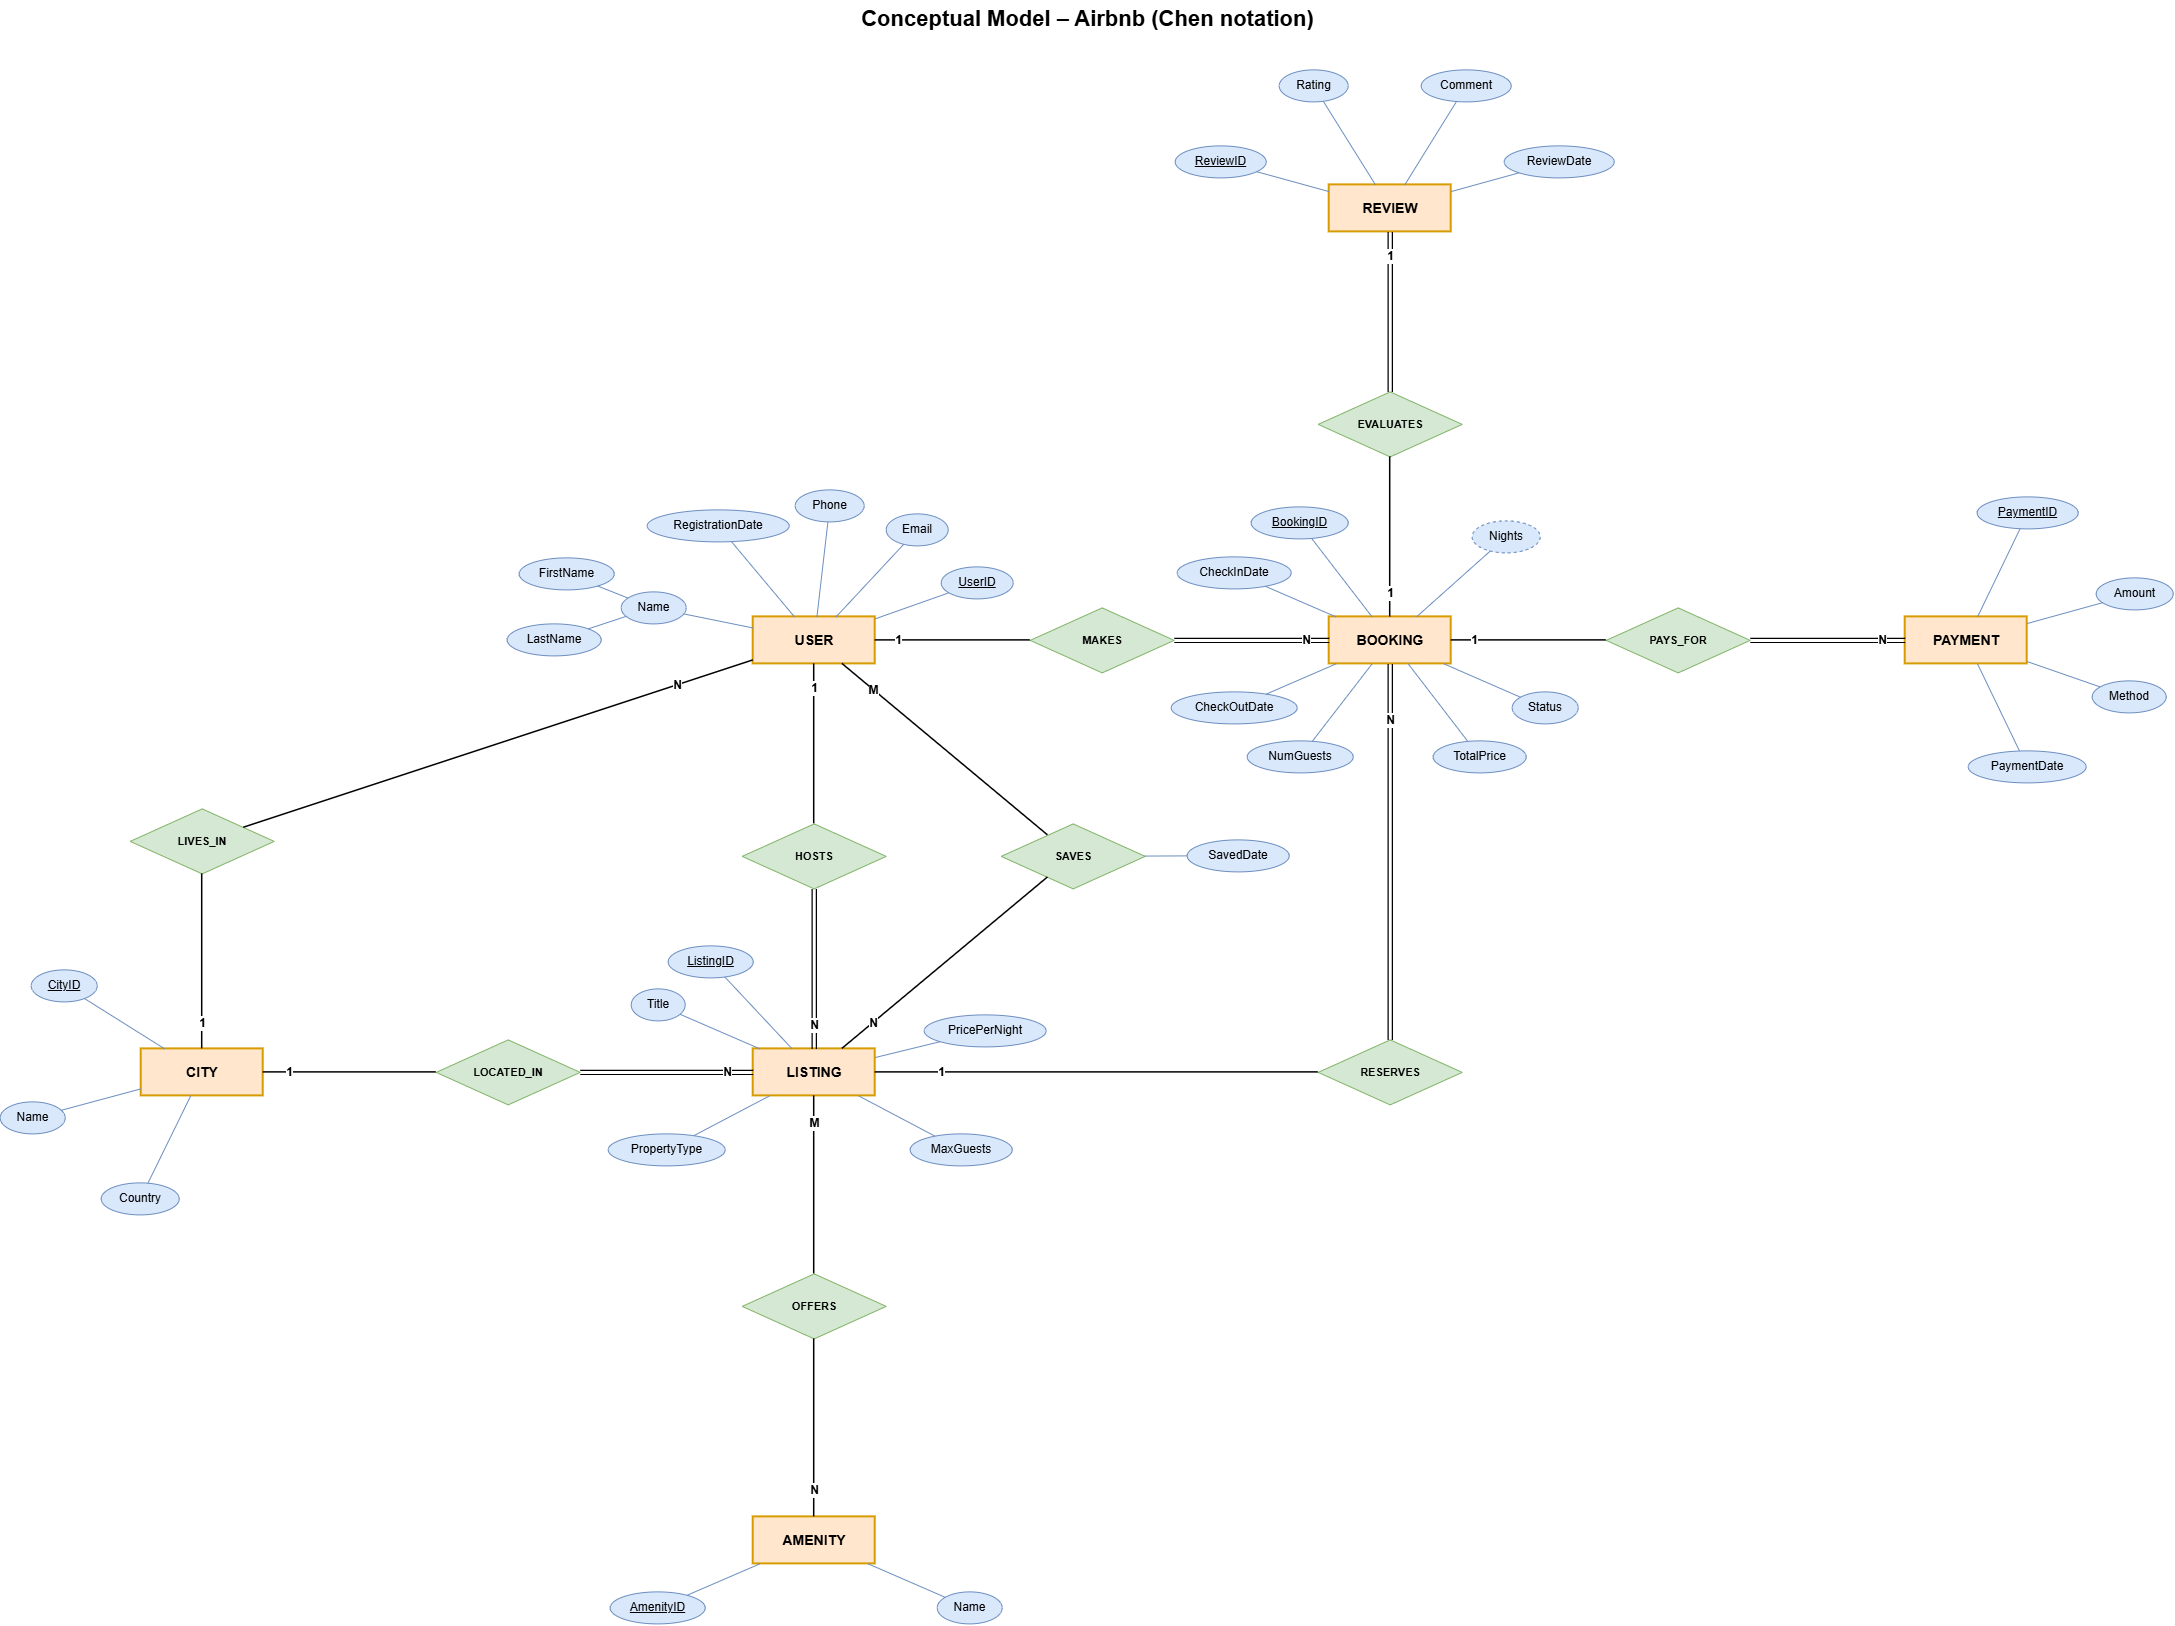 Conceptual Model – Airbnb (Chen notation)
Rating
Comment
ReviewID
ReviewDate
REVIEW
1
EVALUATES
1
Phone
RegistrationDate
Email
FirstName
Name
LastName
UserID
USER
1
MAKES
N
BookingID
Nights
CheckInDate
BOOKING
CheckOutDate
Status
NumGuests
TotalPrice
1
PAYS_FOR
N
PaymentID
Amount
PAYMENT
Method
PaymentDate
N
1
M
N
LIVES_IN
HOSTS
SAVES
SavedDate
1
N
N
CityID
ListingID
Title
PricePerNight
CITY
1
LOCATED_IN
N
LISTING
1
RESERVES
Name
Country
PropertyType
MaxGuests
M
OFFERS
N
AMENITY
AmenityID
Name